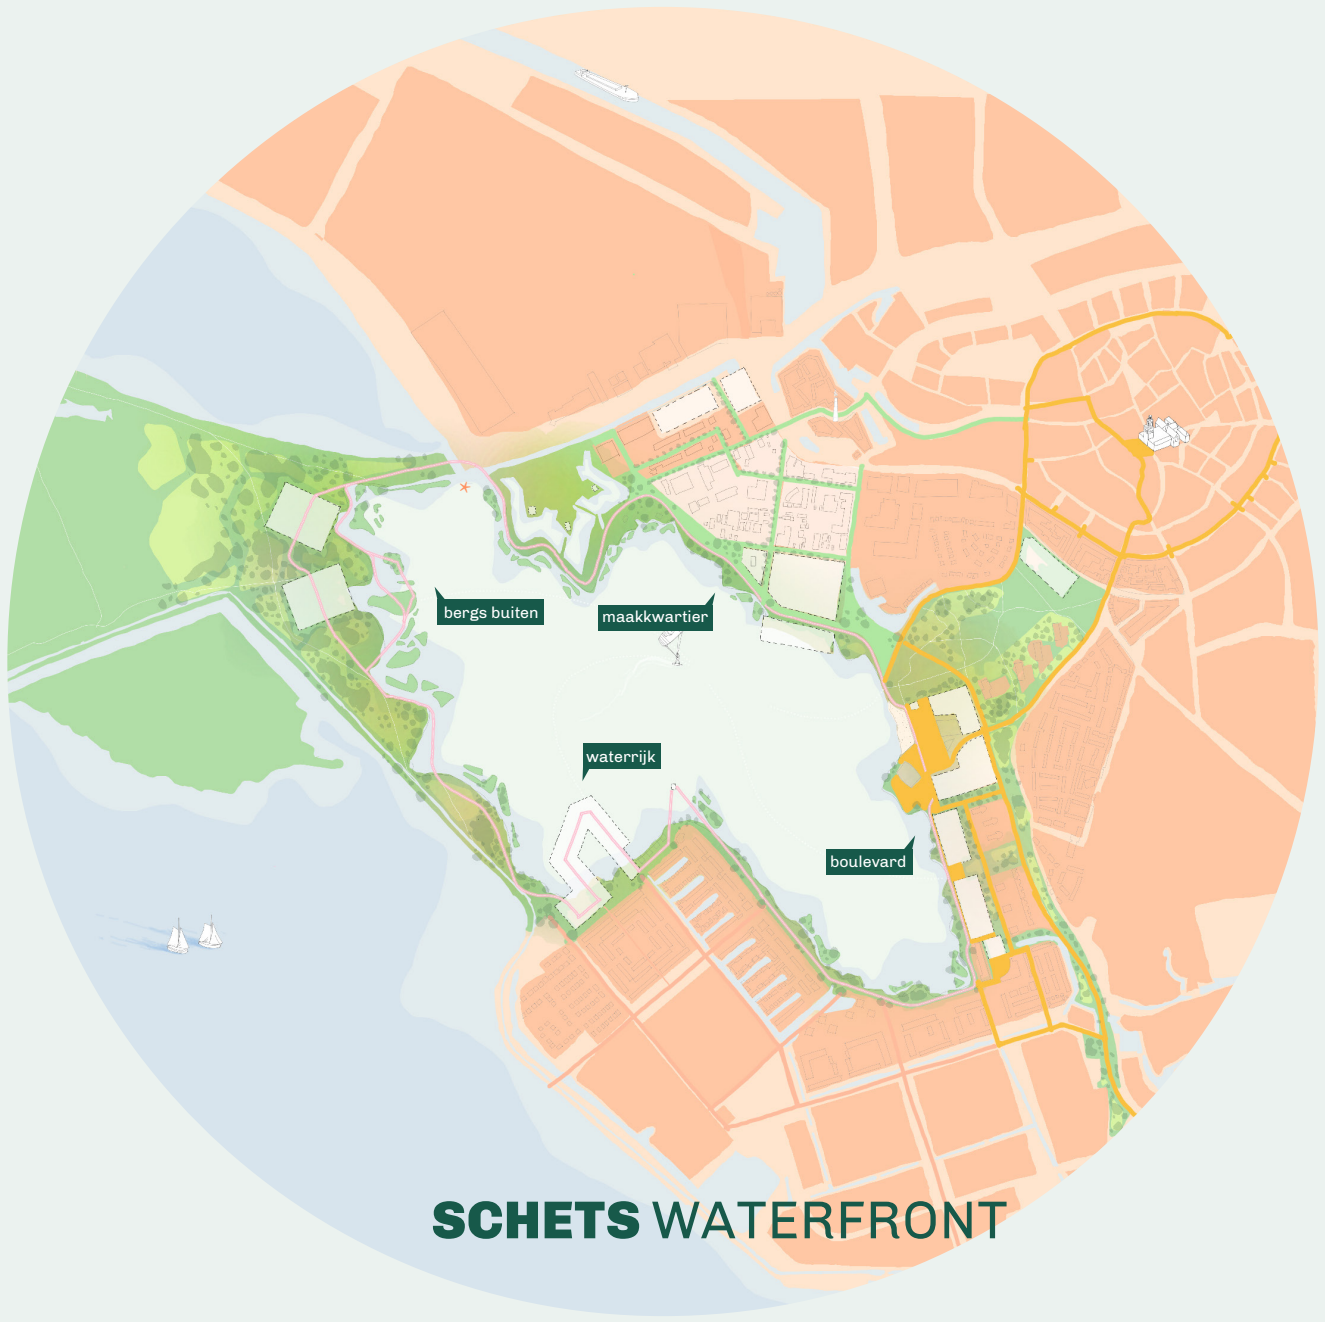 bergs buiten
maakkwartier
waterrijk
boulevard
SCHETS WATERFRONT